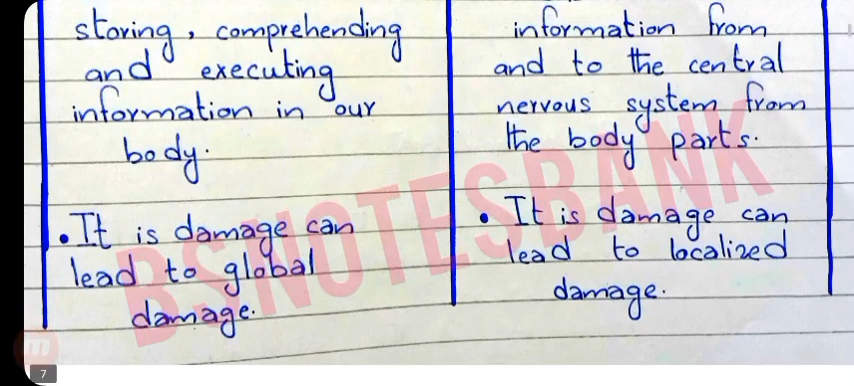 storing, comprehending
and executing
information in our
body.
• It is damage can
lead to global
damage.
information from
and to the central
nervous system from
the body parts.
• It is damage can
lead to localized
damage.
BSNOTESBANK
m
7